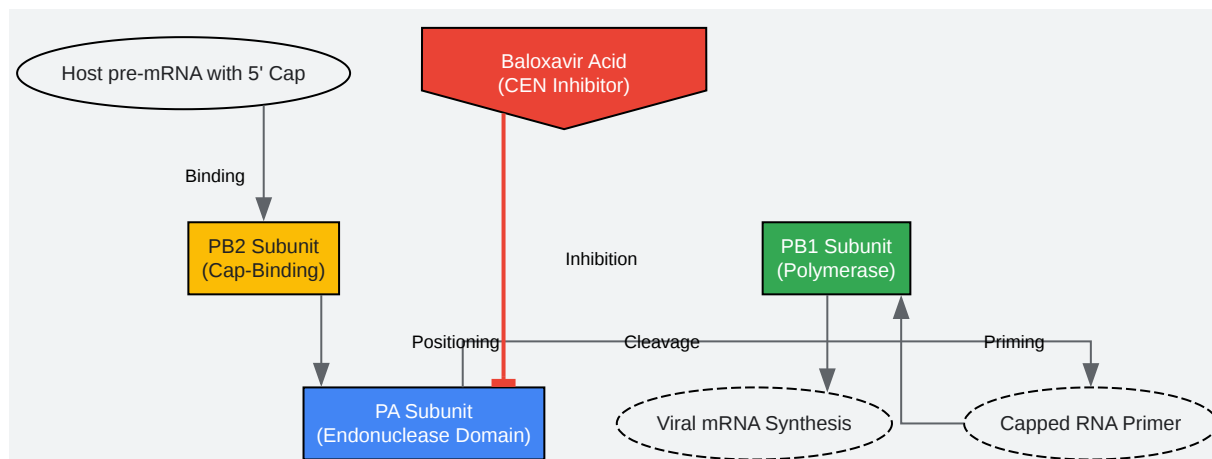 Host pre-mRNA with 5' Cap
Baloxavir Acid
(CEN Inhibitor)
Binding
PB2 Subunit
(Cap-Binding)
Inhibition
PB1 Subunit
(Polymerase)
Positioning
Cleavage
Priming
PA Subunit
(Endonuclease Domain)
Viral mRNA Synthesis
Capped RNA Primer